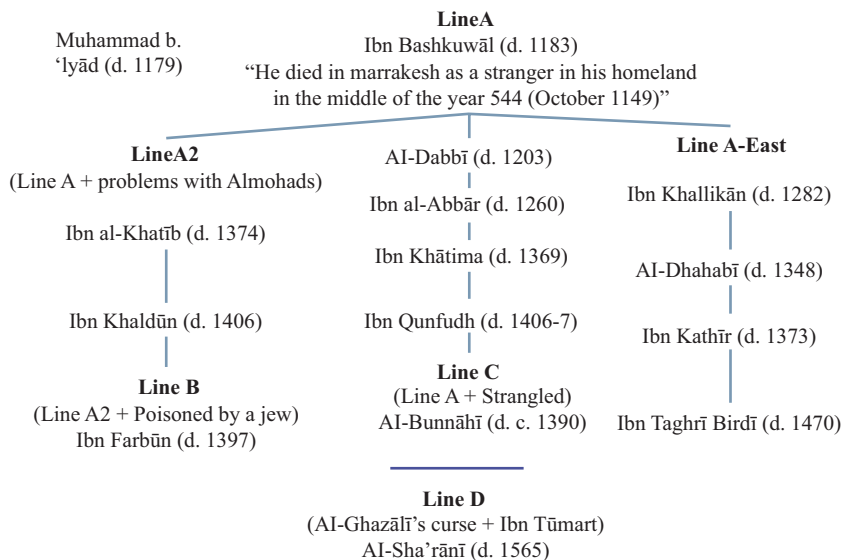 Muhammad b.
‘lyād (d. 1179)
LineA
Ibn Bashkuwāl (d. 1183)
“He died in marrakesh as a stranger in his homeland
in the middle of the year 544 (October 1149)”
LineA2
(Line A + problems with Almohads)
Ibn al-Khatīb (d. 1374)
Ibn Khaldūn (d. 1406)
Line B
(Line A2 + Poisoned by a jew)
Ibn Farbūn (d. 1397)
AI-Dabbī (d. 1203)
Ibn al-Abbār (d. 1260)
Ibn Khātima (d. 1369)
Ibn Qunfudh (d. 1406-7)
Line C
(Line A + Strangled)
AI-Bunnāhī (d. c. 1390)
Line A-East
Ibn Khallikān (d. 1282)
AI-Dhahabī (d. 1348)
Ibn Kathīr (d. 1373)
Ibn Taghrī Birdī (d. 1470)
Line D
(AI-Ghazālī’s curse + Ibn Tūmart)
AI-Sha’rānī (d. 1565)